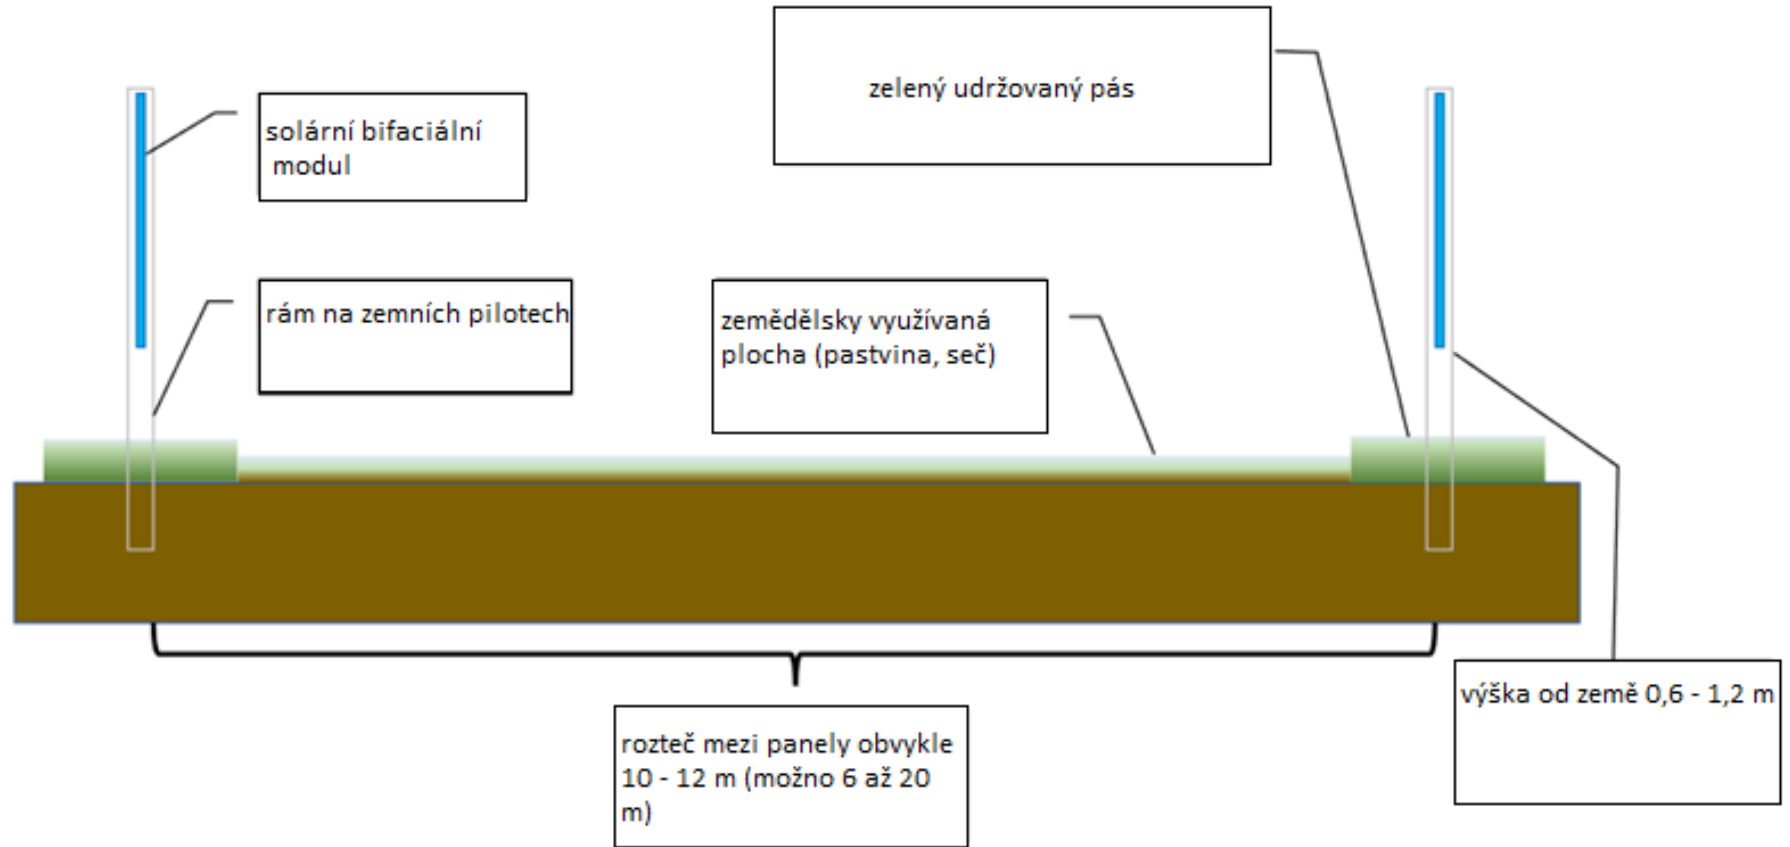 zelený udržovaný pás
solární bifaciální
modul
rám na zemních pilotech
zemědělsky využívaná
plocha (pastvina, seč)
výška od země 0,6 - 1,2 m
rozteč mezi panely obvykle
10 - 12 m (možno 6 až 20
m)